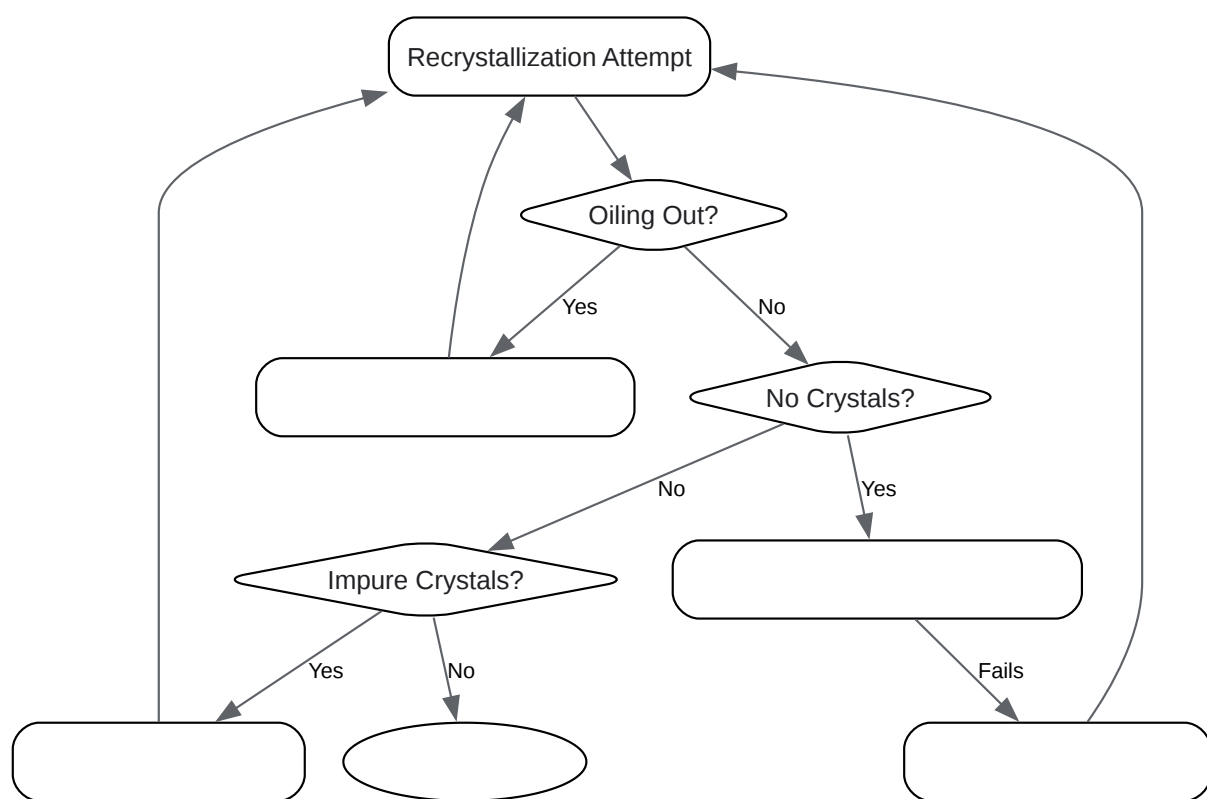 Recrystallization Attempt
Oiling Out?
Yes
No
No Crystals?
No
Yes
Impure Crystals?
Yes
No
Fails